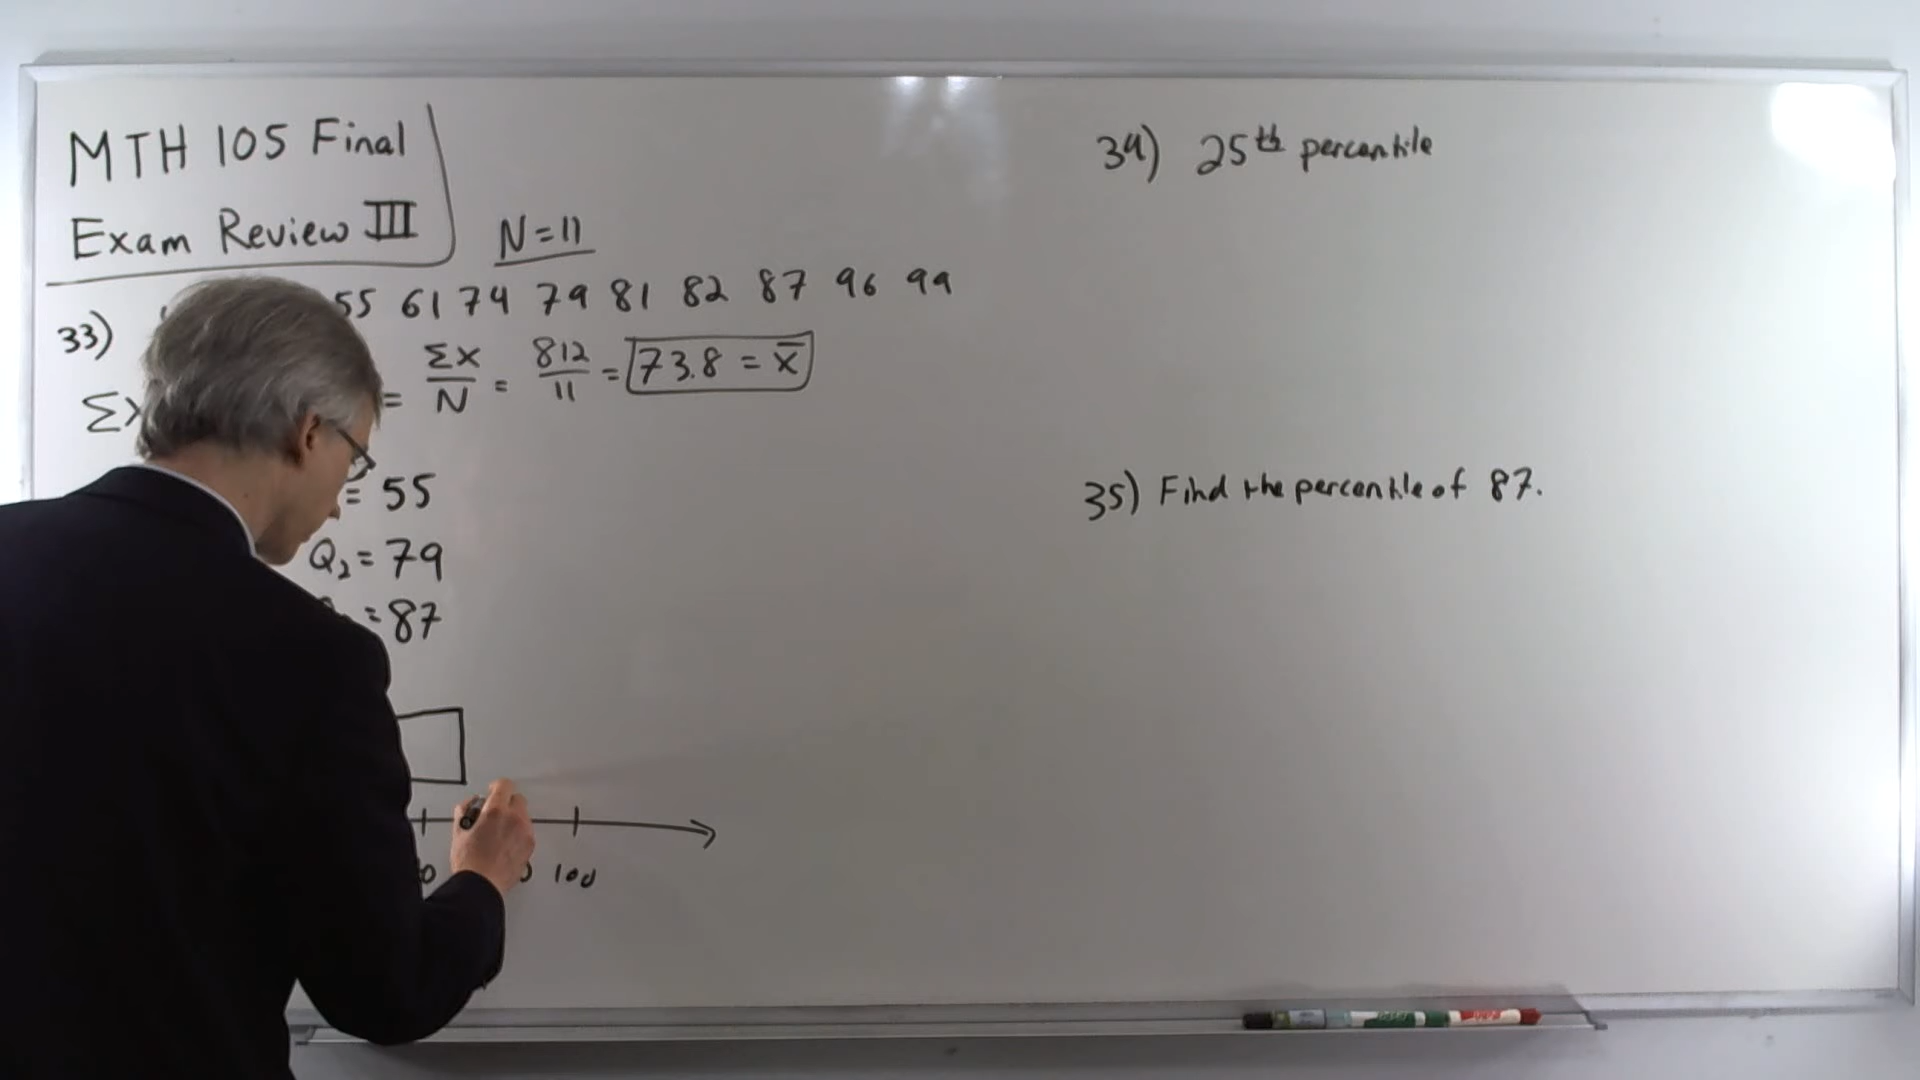 MTH 105 Final
Exam Review III
N = 11
33)
55 61 74 79 81 82 87 96 99
Σx
= Σx/N = 812/11 = 73.8 = x̄
= 55
Q₂ = 79
= 87
100
34) 25th percentile
35) Find the percentile of 87.